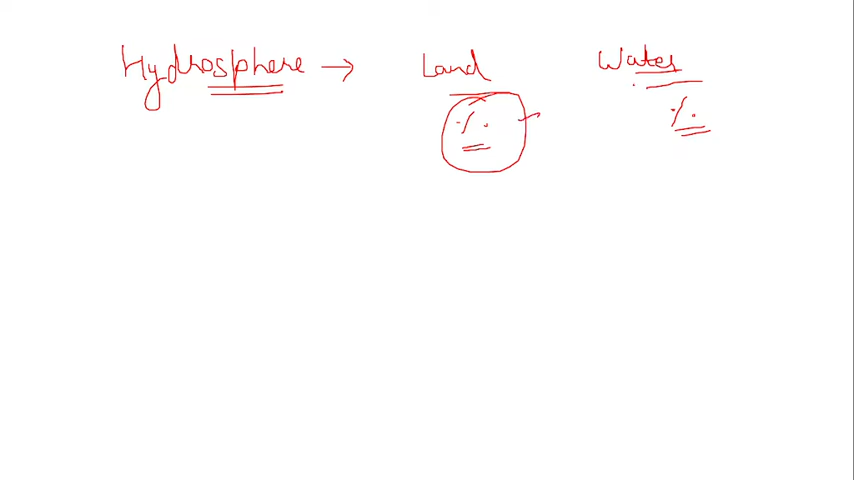 Hydrosphere → Land Water
% %